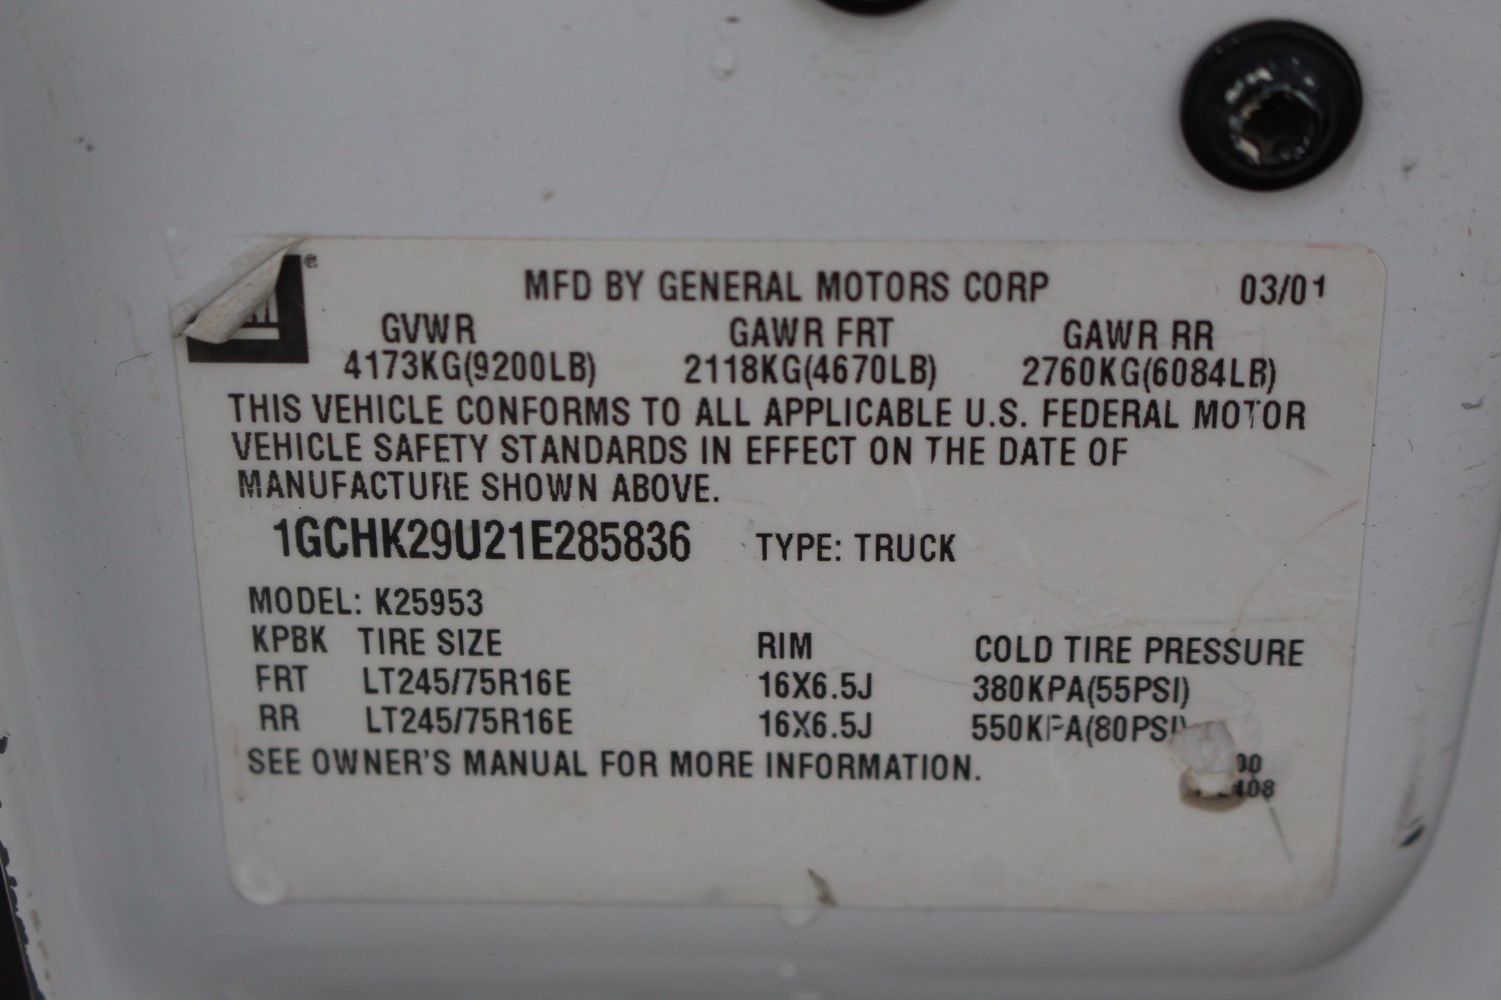 MFD BY GENERAL MOTORS CORP 03/01
GVWR GAWR FRT GAWR RR
4173KG(9200LB) 2118KG(4670LB) 2760KG(6084LB)
THIS VEHICLE CONFORMS TO ALL APPLICABLE U.S. FEDERAL MOTOR
VEHICLE SAFETY STANDARDS IN EFFECT ON THE DATE OF
MANUFACTURE SHOWN ABOVE.
1GCHK29U21E285836 TYPE: TRUCK
MODEL: K25953
KPBK TIRE SIZE RIM COLD TIRE PRESSURE
FRT LT245/75R16E 16X6.5J 380KPA(55PSI)
RR LT245/75R16E 16X6.5J 550KPA(80PSI)
SEE OWNER'S MANUAL FOR MORE INFORMATION.